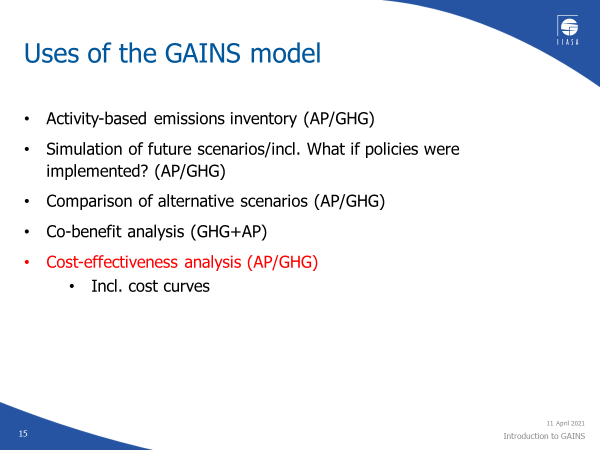 IIASA
Uses of the GAINS model
• Activity-based emissions inventory (AP/GHG)
• Simulation of future scenarios/incl. What if policies were
implemented? (AP/GHG)
• Comparison of alternative scenarios (AP/GHG)
• Co-benefit analysis (GHG+AP)
• Cost-effectiveness analysis (AP/GHG)
• Incl. cost curves
15
11 April 2021
Introduction to GAINS